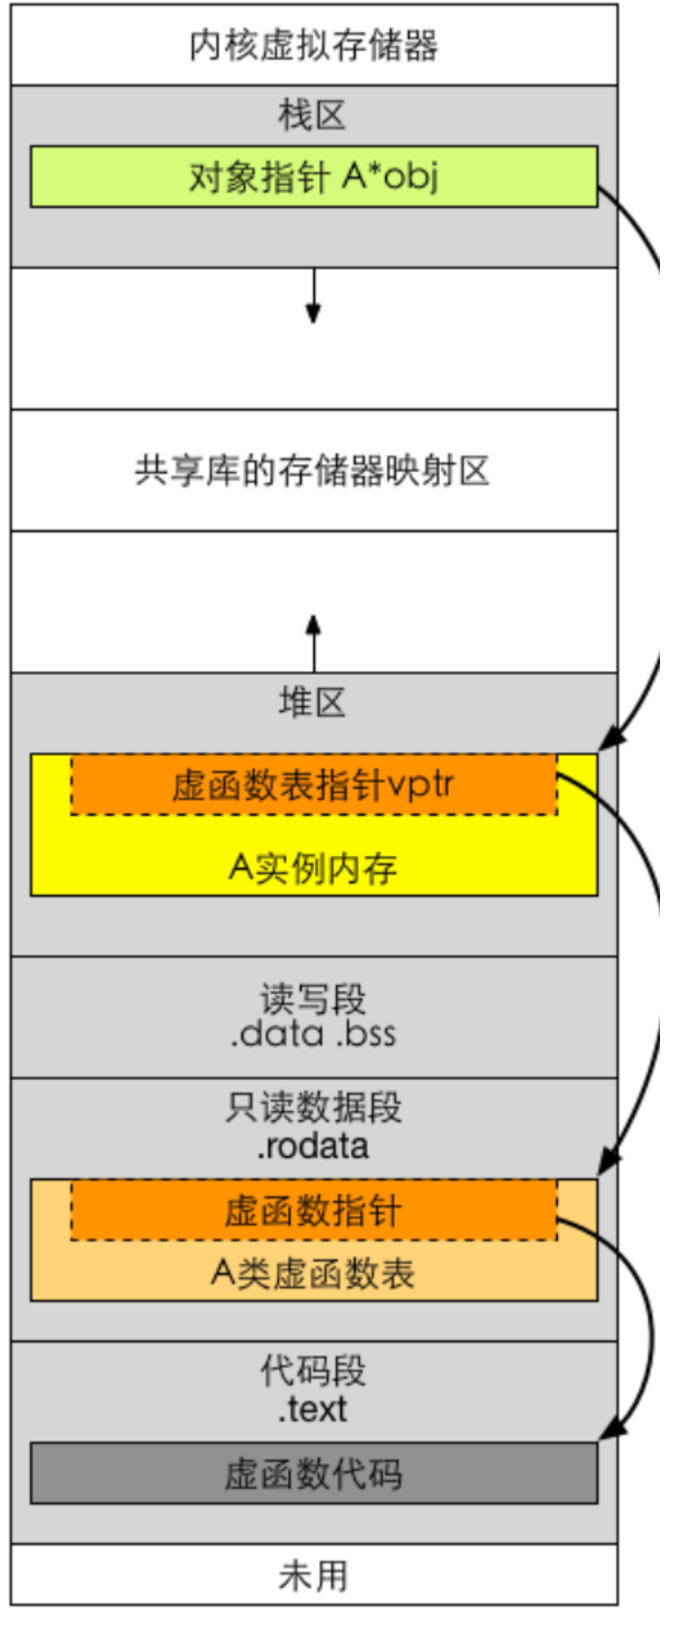 内核虚拟存储器
栈区
对象指针 A*obj
共享库的存储器映射区
堆区
虚函数表指针vptr
A实例内存
读写段
.data .bss
只读数据段
.rodata
虚函数指针
A类虚函数表
代码段
.text
虚函数代码
未用